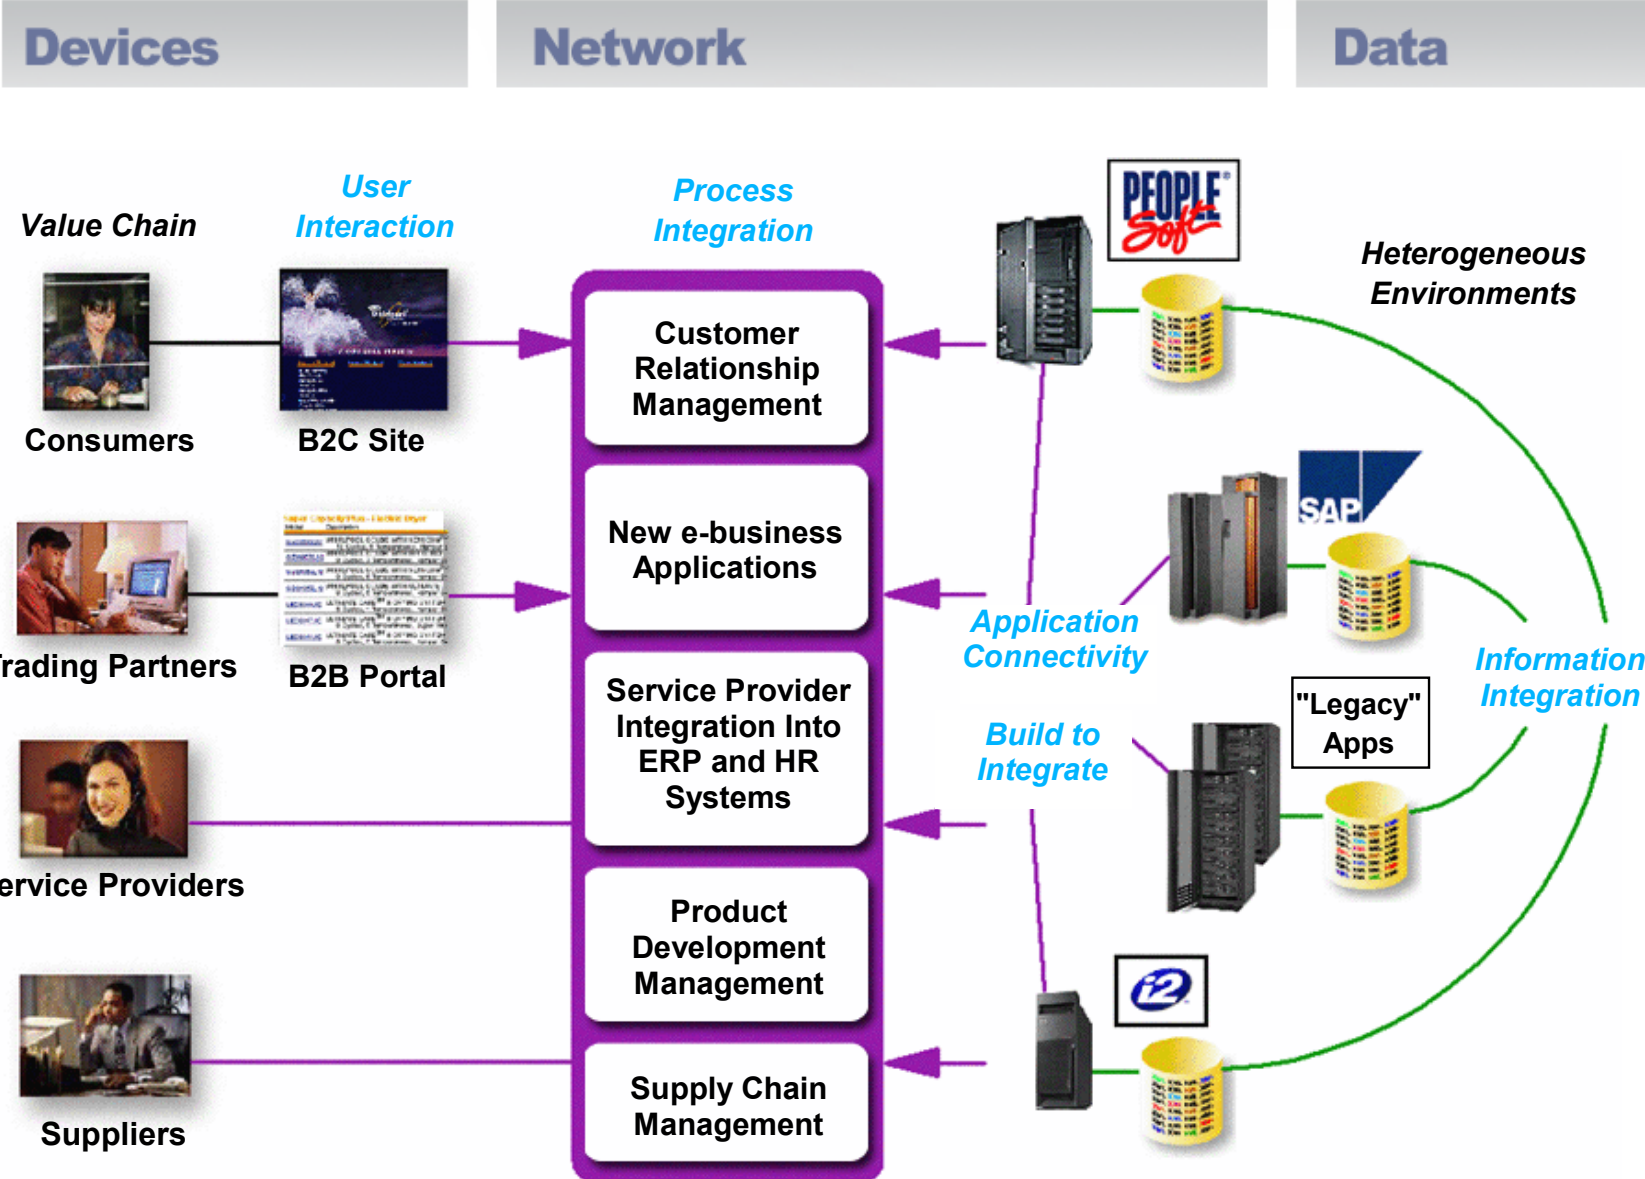 Devices
Network
Data
Value Chain
User
Interaction
Process
Integration
PEOPLE
Soft
Heterogeneous
Environments
Consumers
B2C Site
Customer
Relationship
Management
SAP
New e-business
Applications
rading Partners
B2B Portal
Application
Connectivity
Information
Integration
Service Provider
Integration Into
ERP and HR
Systems
Build to
Integrate
"Legacy"
Apps
ervice Providers
Product
Development
Management
i2
Suppliers
Supply Chain
Management